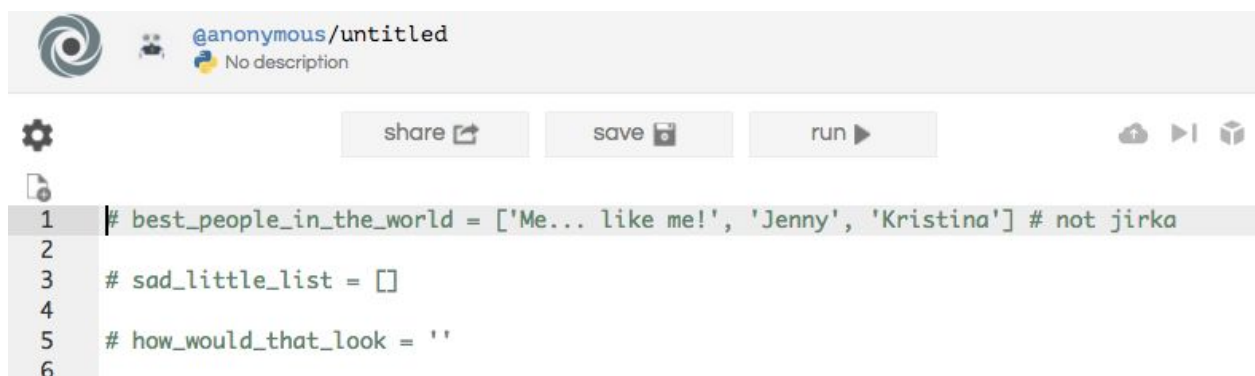 @anonymous/untitled
No description
share save run
1 # best_people_in_the_world = ['Me... like me!', 'Jenny', 'Kristina'] # not jirka
2
3 # sad_little_list = []
4
5 # how_would_that_look = ''
6